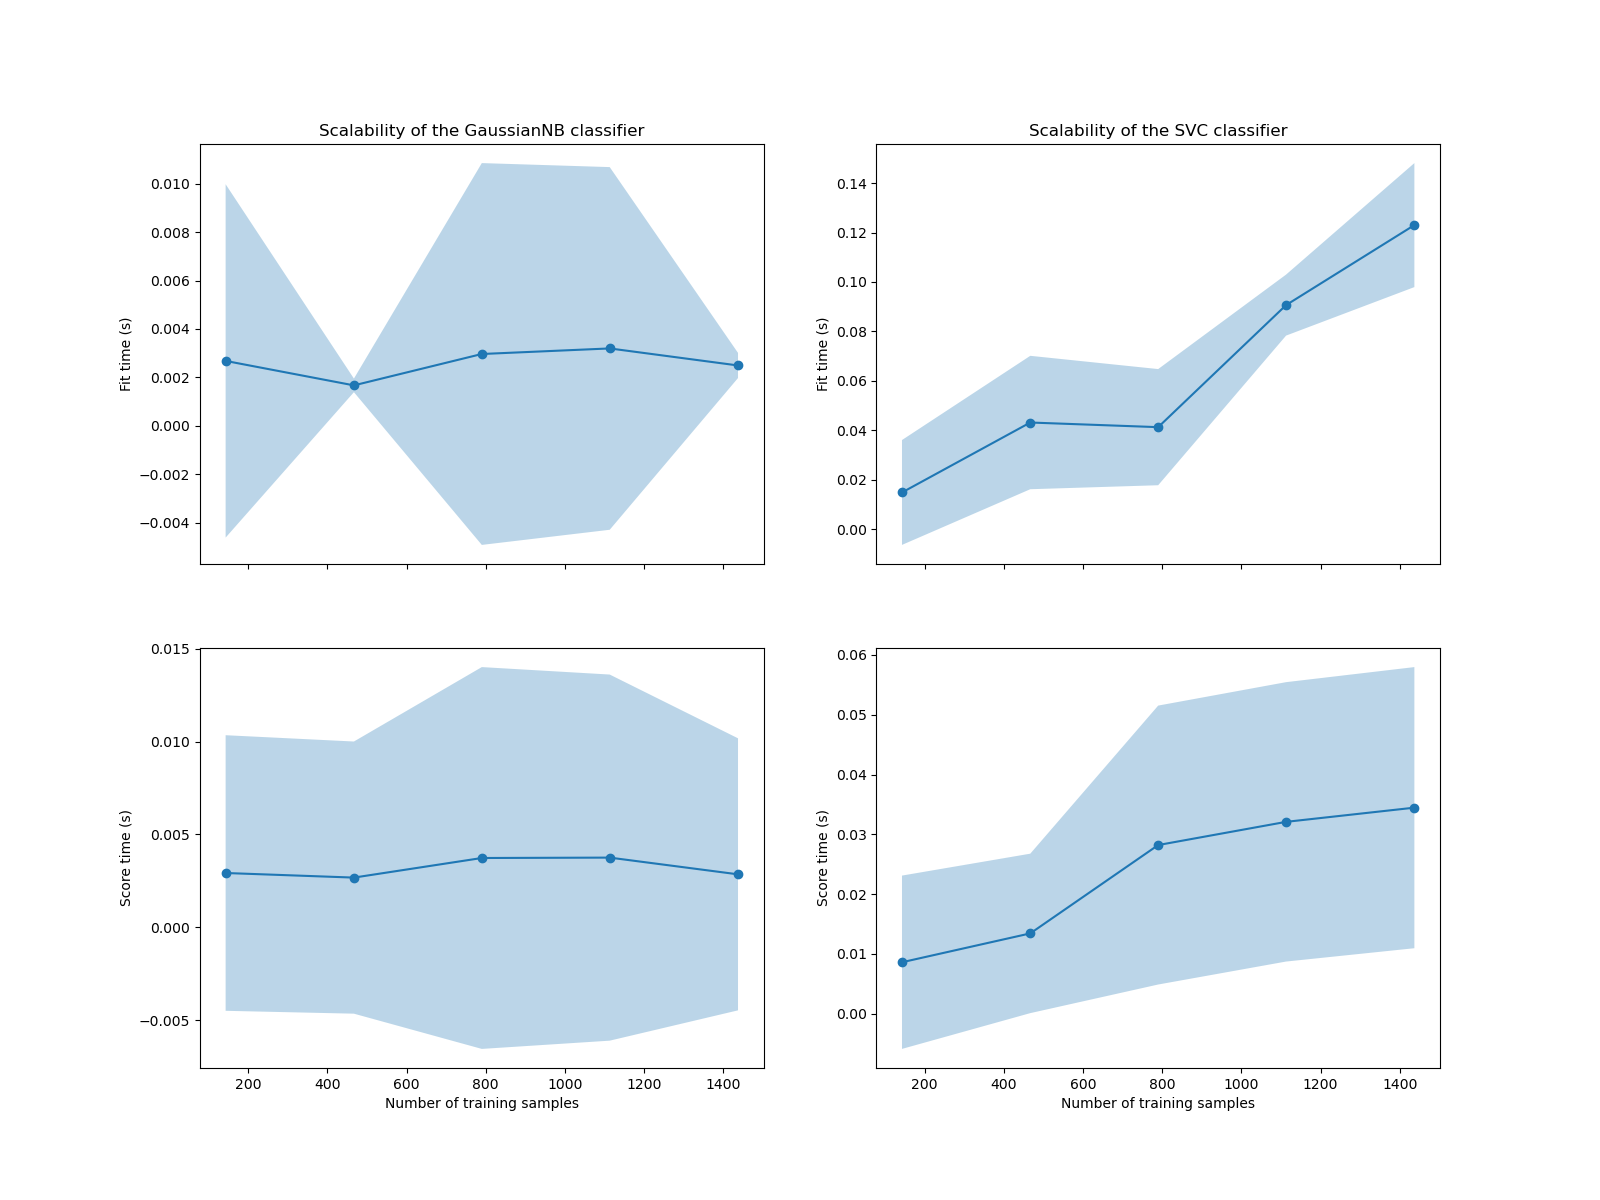 Scalability of the GaussianNB classifier
0.010
0.008
0.006
0.004
0.002
0.000
−0.002
−0.004
Fit time (s)
Scalability of the SVC classifier
0.14
0.12
0.10
0.08
0.06
0.04
0.02
0.00
Fit time (s)
0.015
0.010
0.005
0.000
−0.005
Score time (s)
200 400 600 800 1000 1200 1400
Number of training samples
0.06
0.05
0.04
0.03
0.02
0.01
0.00
Score time (s)
200 400 600 800 1000 1200 1400
Number of training samples